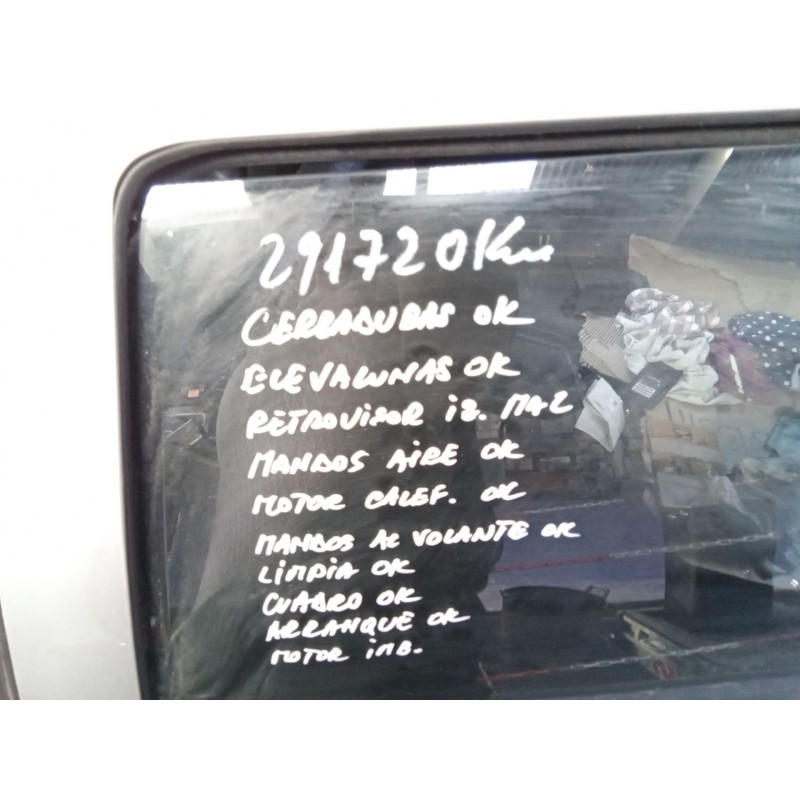 291720Km
CERRADURAS OK
ELEVALUNAS OK
RETROVISOR iz. MAL
MANDOS AIRE OK
MOTOR CALEF. OK
MANDOS AL VOLANTE OK
LIMPIA OK
CUADRO OK
ARRANQUE OK
MOTOR